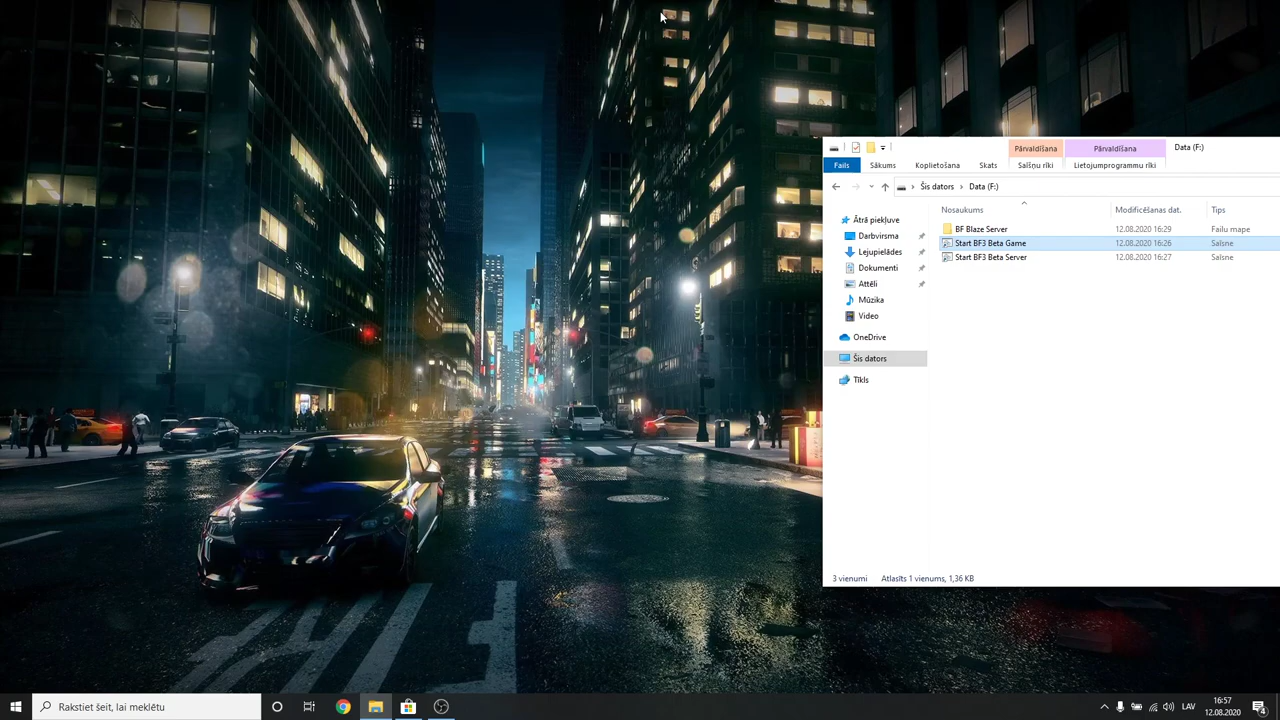 Pārvaldīšana
Pārvaldīšana
Data (F:)
Fails
Sākums
Koplietošana
Skats
Saīsņu rīki
Lietojumprogrammu rīki
Šis dators
Data (F:)
Nosaukums
Modificēšanas dat.
Tips
Ātrā piekļuve
Darbvirsma
Lejupielādes
Dokumenti
Attēli
Mūzika
Video
OneDrive
Šis dators
Tīkls
BF Blaze Server
12.08.2020 16:29
Failu mape
Start BF3 Beta Game
12.08.2020 16:26
Saīsne
Start BF3 Beta Server
12.08.2020 16:27
Saīsne
3 vienumi
Atlasīts 1 vienums, 1,36 KB
Rakstiet šeit, lai meklētu
LAV
16:57
12.08.2020
4